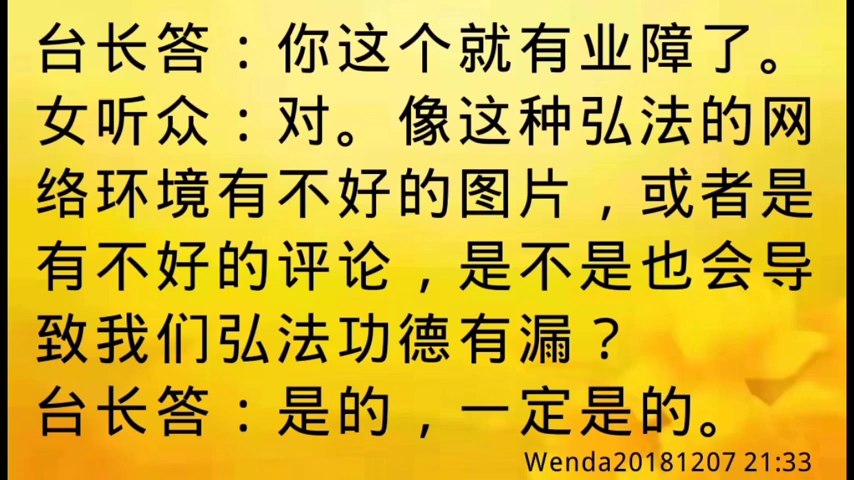 台长答：你这个就有业障了。
女听众：对。像这种弘法的网
络环境有不好的图片，或者是
有不好的评论，是不是也会导
致我们弘法功德有漏？
台长答：是的，一定是的。
Wenda20181207 21:33